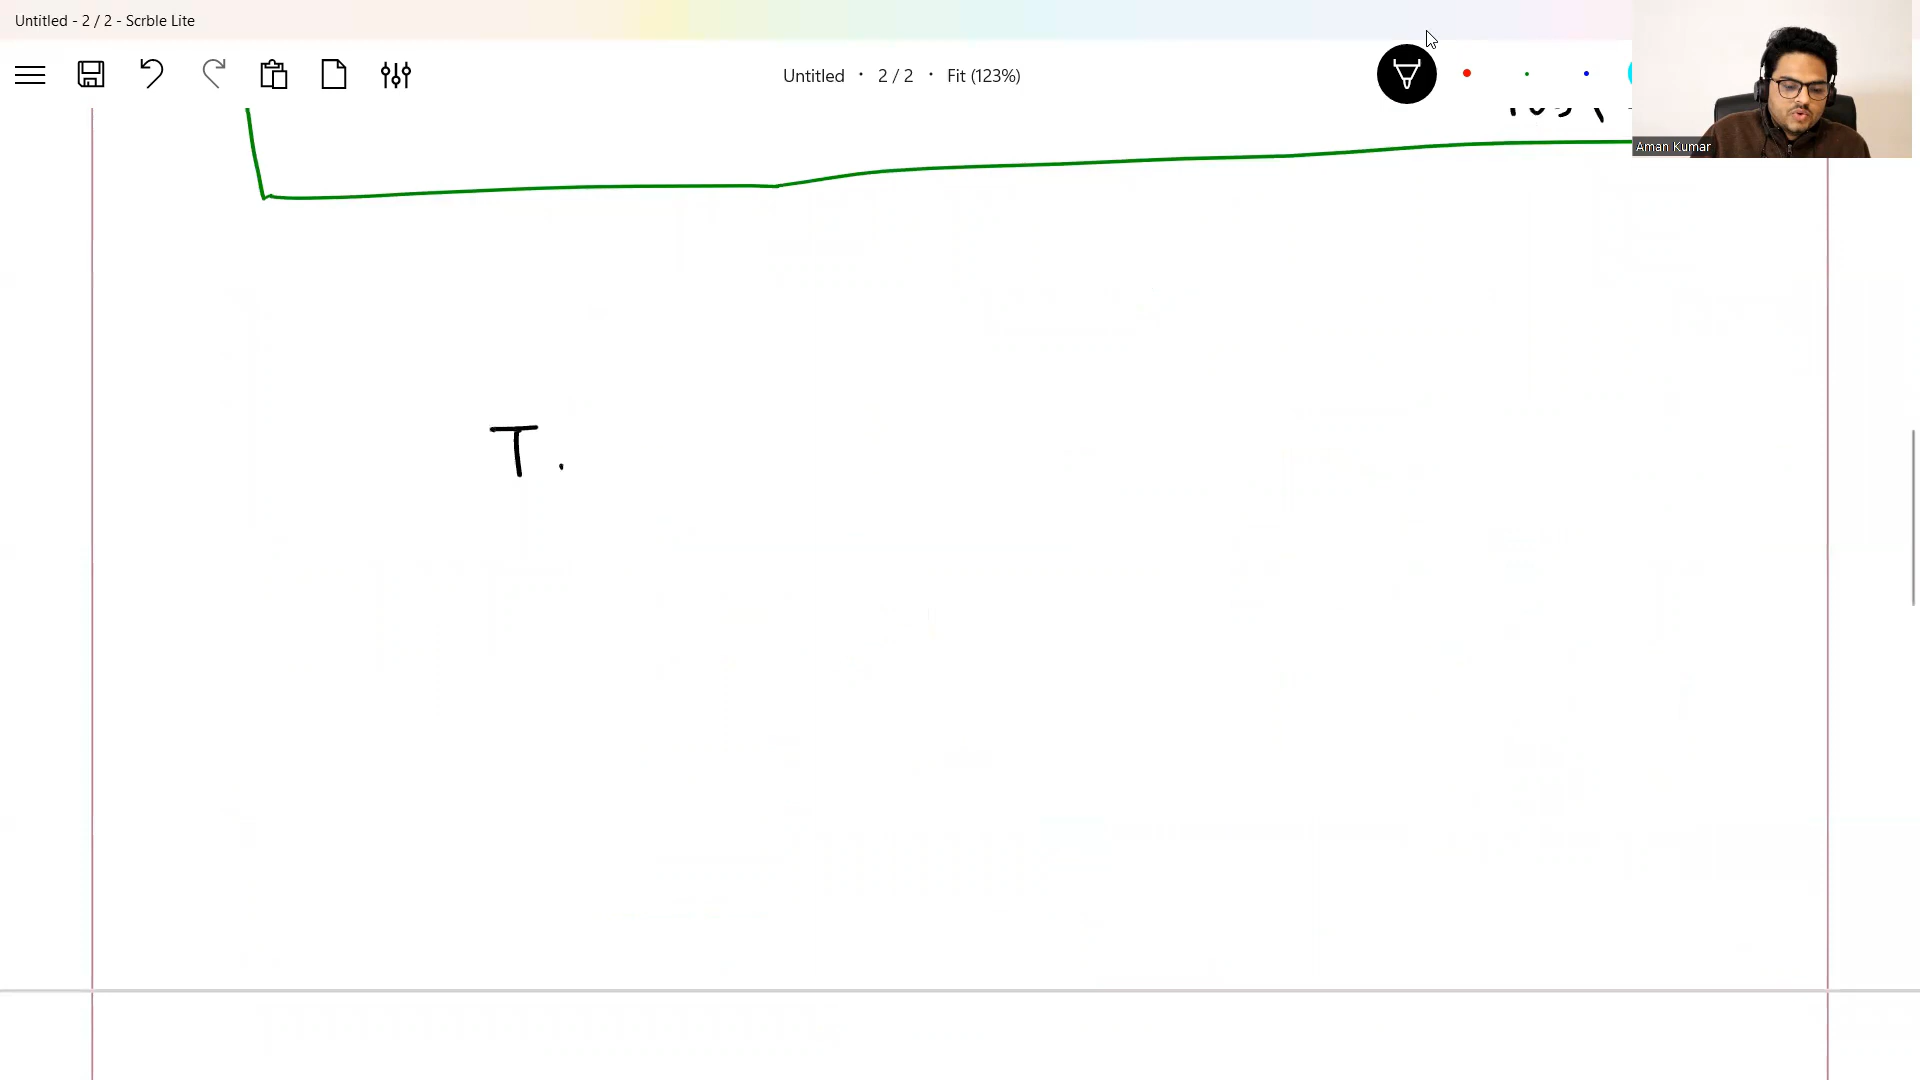 Untitled - 2 / 2 - Scrble Lite
Untitled · 2 / 2 · Fit (123%)
Aman Kumar
T.